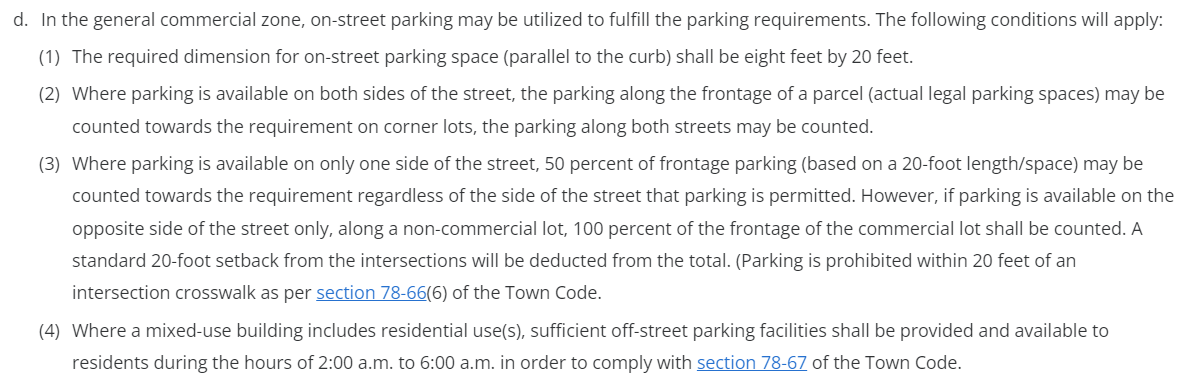 d. In the general commercial zone, on-street parking may be utilized to fulfill the parking requirements. The following conditions will apply:
(1) The required dimension for on-street parking space (parallel to the curb) shall be eight feet by 20 feet.
(2) Where parking is available on both sides of the street, the parking along the frontage of a parcel (actual legal parking spaces) may be
counted towards the requirement on corner lots, the parking along both streets may be counted.
(3) Where parking is available on only one side of the street, 50 percent of frontage parking (based on a 20-foot length/space) may be
counted towards the requirement regardless of the side of the street that parking is permitted. However, if parking is available on the
opposite side of the street only, along a non-commercial lot, 100 percent of the frontage of the commercial lot shall be counted. A
standard 20-foot setback from the intersections will be deducted from the total. (Parking is prohibited within 20 feet of an
intersection crosswalk as per section 78-66(6) of the Town Code.
(4) Where a mixed-use building includes residential use(s), sufficient off-street parking facilities shall be provided and available to
residents during the hours of 2:00 a.m. to 6:00 a.m. in order to comply with section 78-67 of the Town Code.